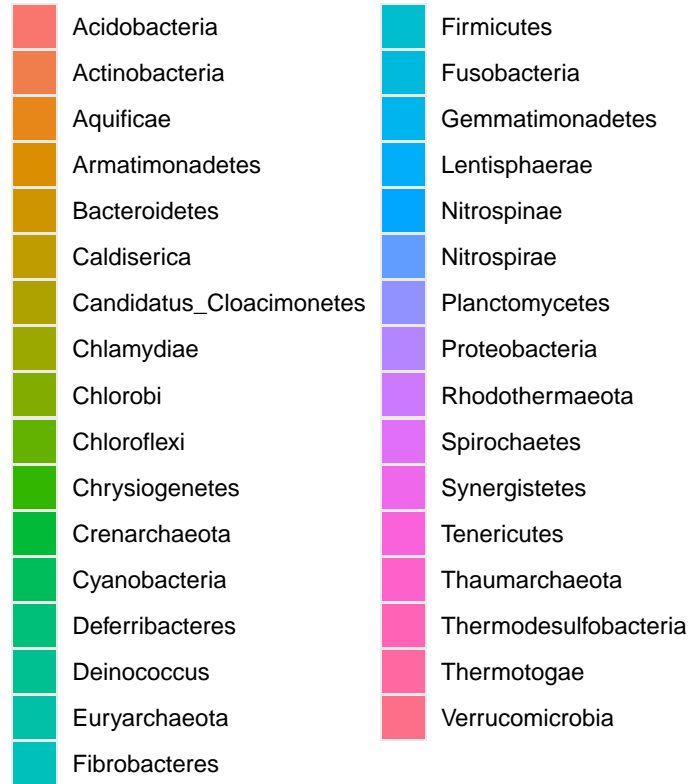 Acidobacteria
Actinobacteria
Aquificae
Armatimonadetes
Bacteroidetes
Caldiserica
Candidatus_Cloacimonetes
Chlamydiae
Chlorobi
Chloroflexi
Chrysiogenetes
Crenarchaeota
Cyanobacteria
Deferribacteres
Deinococcus
Euryarchaeota
Fibrobacteres
Firmicutes
Fusobacteria
Gemmatimonadetes
Lentisphaerae
Nitrospinae
Nitrospirae
Planctomycetes
Proteobacteria
Rhodothermaeota
Spirochaetes
Synergistetes
Tenericutes
Thaumarchaeota
Thermodesulfobacteria
Thermotogae
Verrucomicrobia